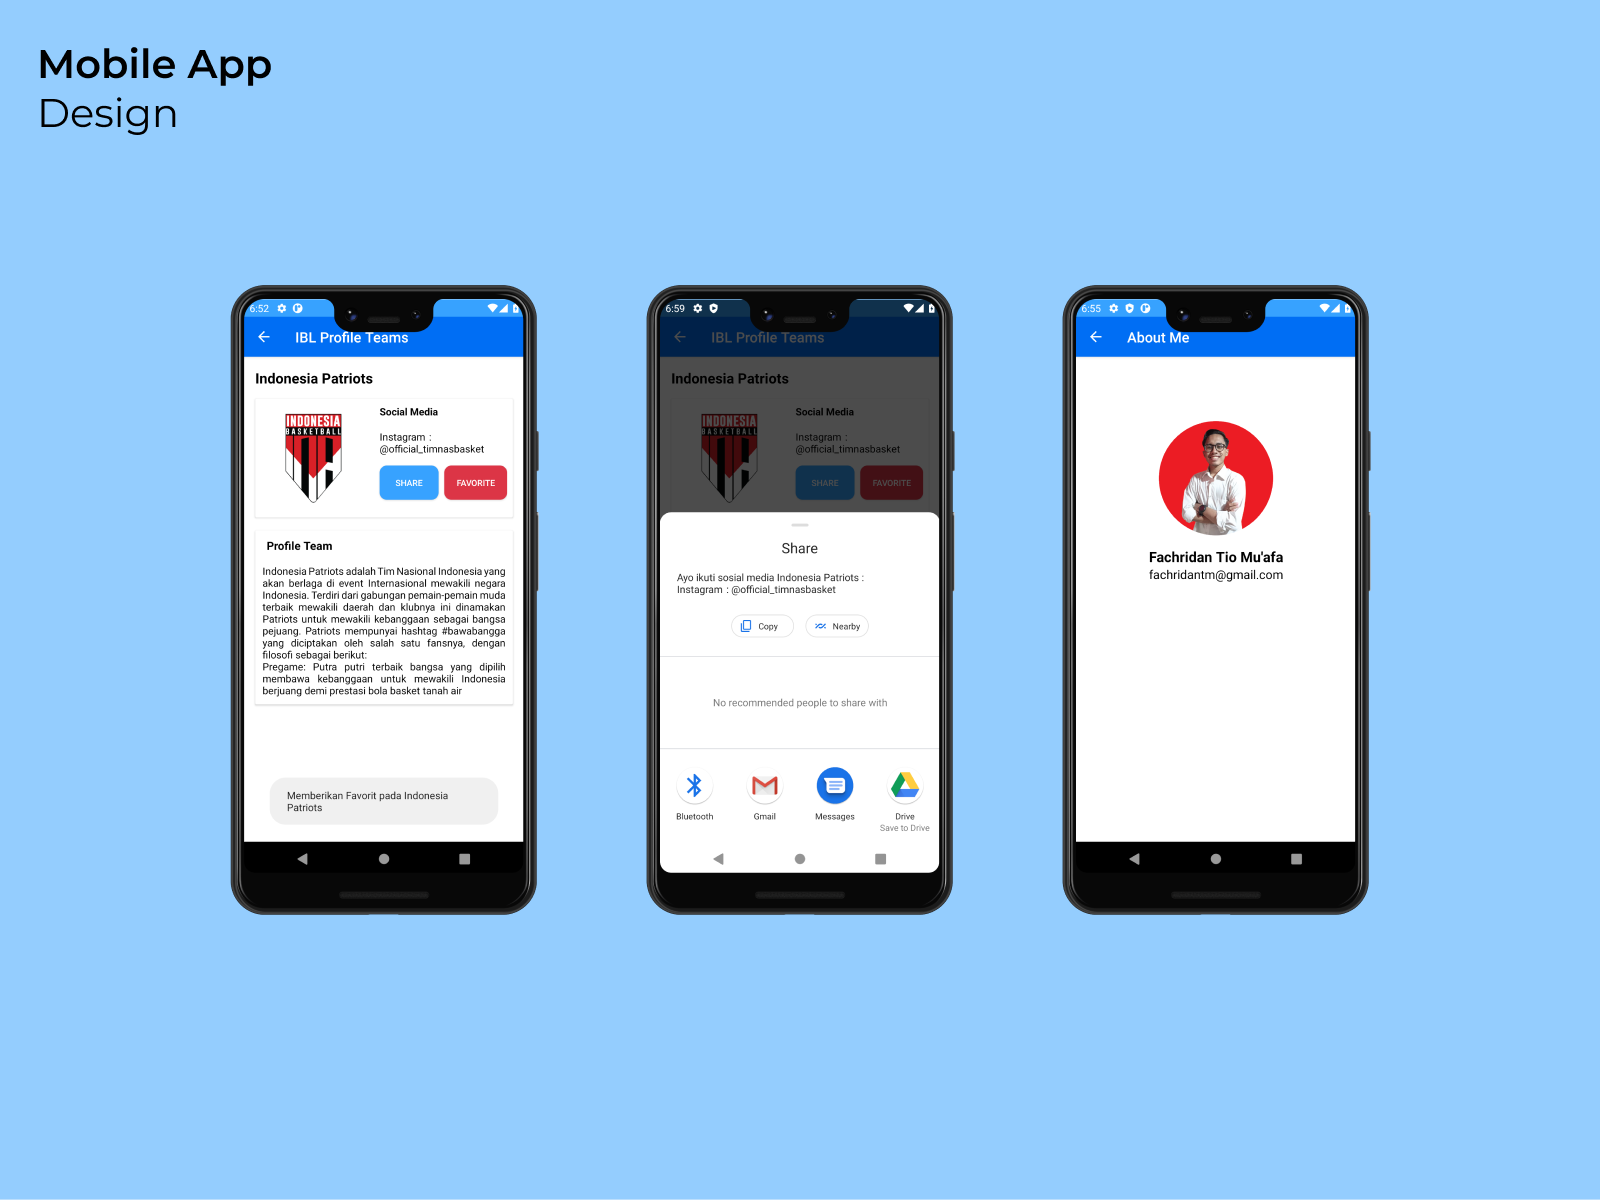 Mobile App
Design
6:52
IBL Profile Teams
Indonesia Patriots
INDONESIA
BASKETBALL
Social Media
Instagram :
@official_timnasbasket
SHARE
FAVORITE
Profile Team
Indonesia Patriots adalah Tim Nasional Indonesia yang
akan berlaga di event Internasional mewakili negara
Indonesia. Terdiri dari gabungan pemain-pemain muda
terbaik mewakili daerah dan klubnya ini dinamakan
Patriots untuk mewakili kebanggaan sebagai bangsa
pejuang. Patriots mempunyai hashtag #bawabangga
yang diciptakan oleh salah satu fansnya, dengan
filosofi sebagai berikut:
Pregame: Putra putri terbaik bangsa yang dipilih
membawa kebanggaan untuk mewakili Indonesia
berjuang demi prestasi bola basket tanah air
Memberikan Favorit pada Indonesia
Patriots
6:59
IBL Profile Teams
Indonesia Patriots
INDONESIA
BASKETBALL
Social Media
Instagram :
@official_timnasbasket
SHARE
FAVORITE
Share
Ayo ikuti sosial media Indonesia Patriots :
Instagram : @official_timnasbasket
Copy
Nearby
No recommended people to share with
Bluetooth
Gmail
Messages
Drive
Save to Drive
6:55
About Me
Fachridan Tio Mu'afa
fachridantm@gmail.com